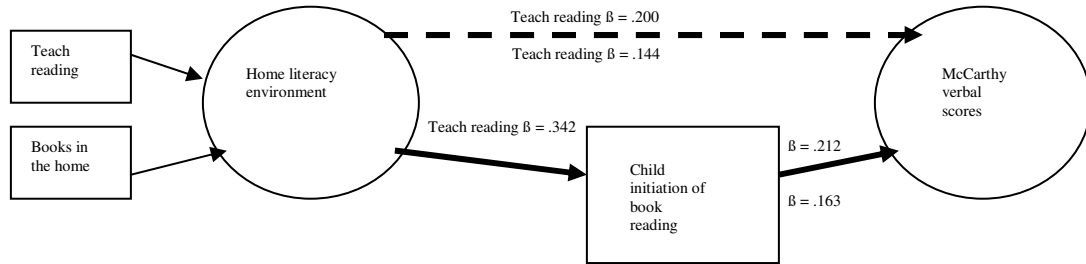 Teach reading ß = .200
Teach reading ß = .144
Teach
reading
Home literacy
environment
McCarthy
verbal
scores
Books in
the home
Teach reading ß = .342
Child
initiation of
book
reading
ß = .212
ß = .163